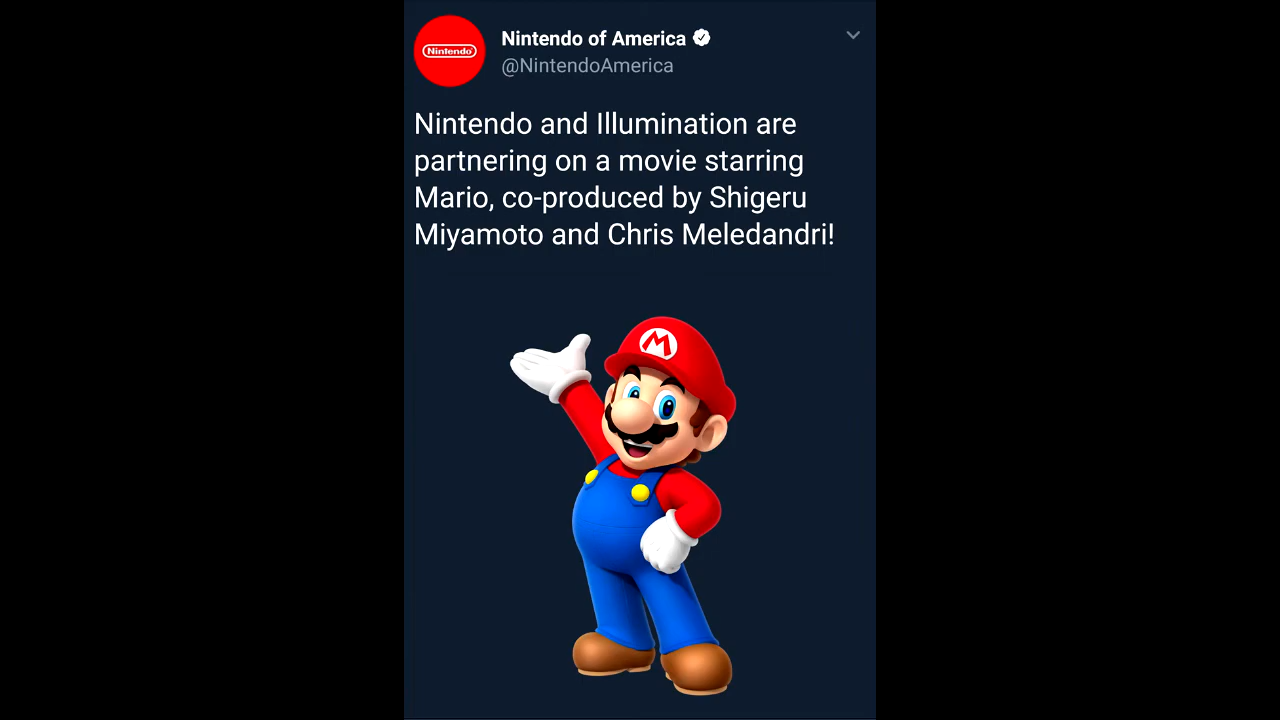 Nintendo
Nintendo of America
@NintendoAmerica
Nintendo and Illumination are
partnering on a movie starring
Mario, co-produced by Shigeru
Miyamoto and Chris Meledandri!
M